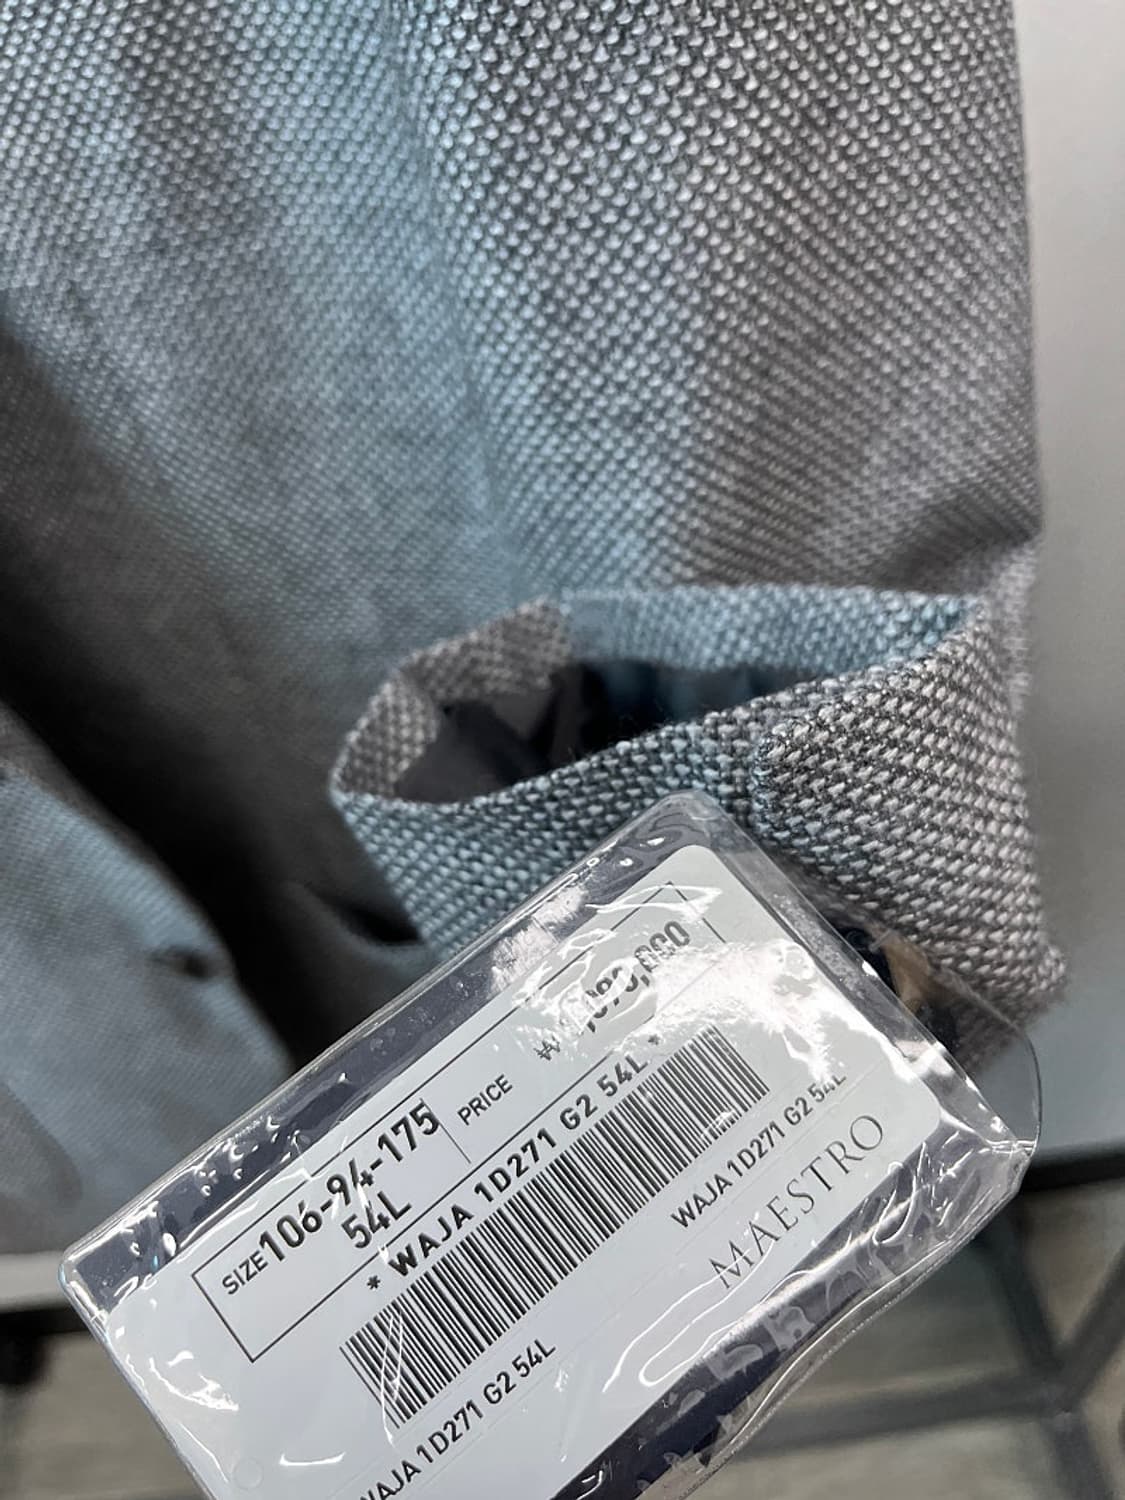 SIZE 106-94-175
54L
PRICE
* WAJA 1D271 G2 54L *
WAJA 1D271 G2 54L
WAJA 1D271 G2 54L
MAESTRO